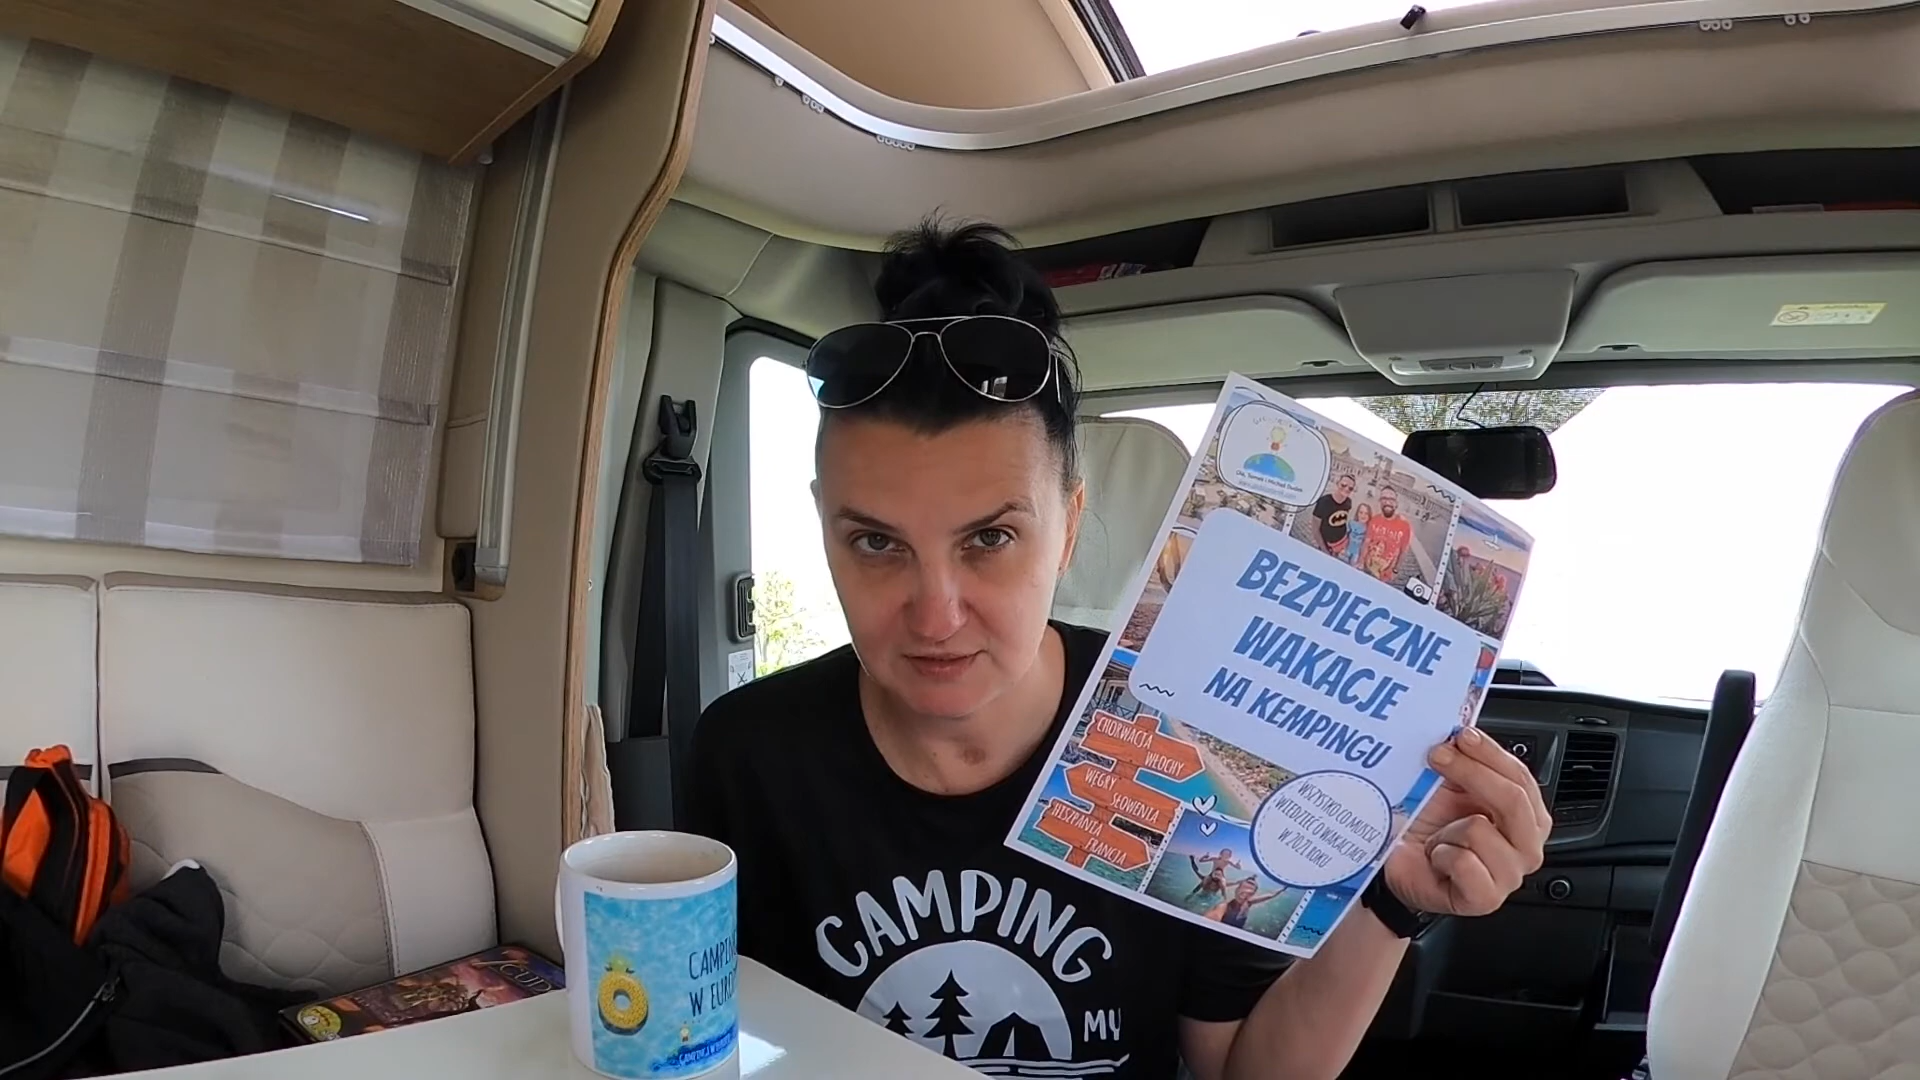 BEZPIECZNE
WAKACJE
NA KEMPINGU
CHORWACJA
WŁOCHY
WĘGRY
SŁOWENIA
HISZPANIA
FRANCJA
WSZYSTKO CO MUSISZ
WIEDZIEĆ O WAKACJACH
W 2021 ROKU
CAMPING
MY
CAMPING
W EUROP